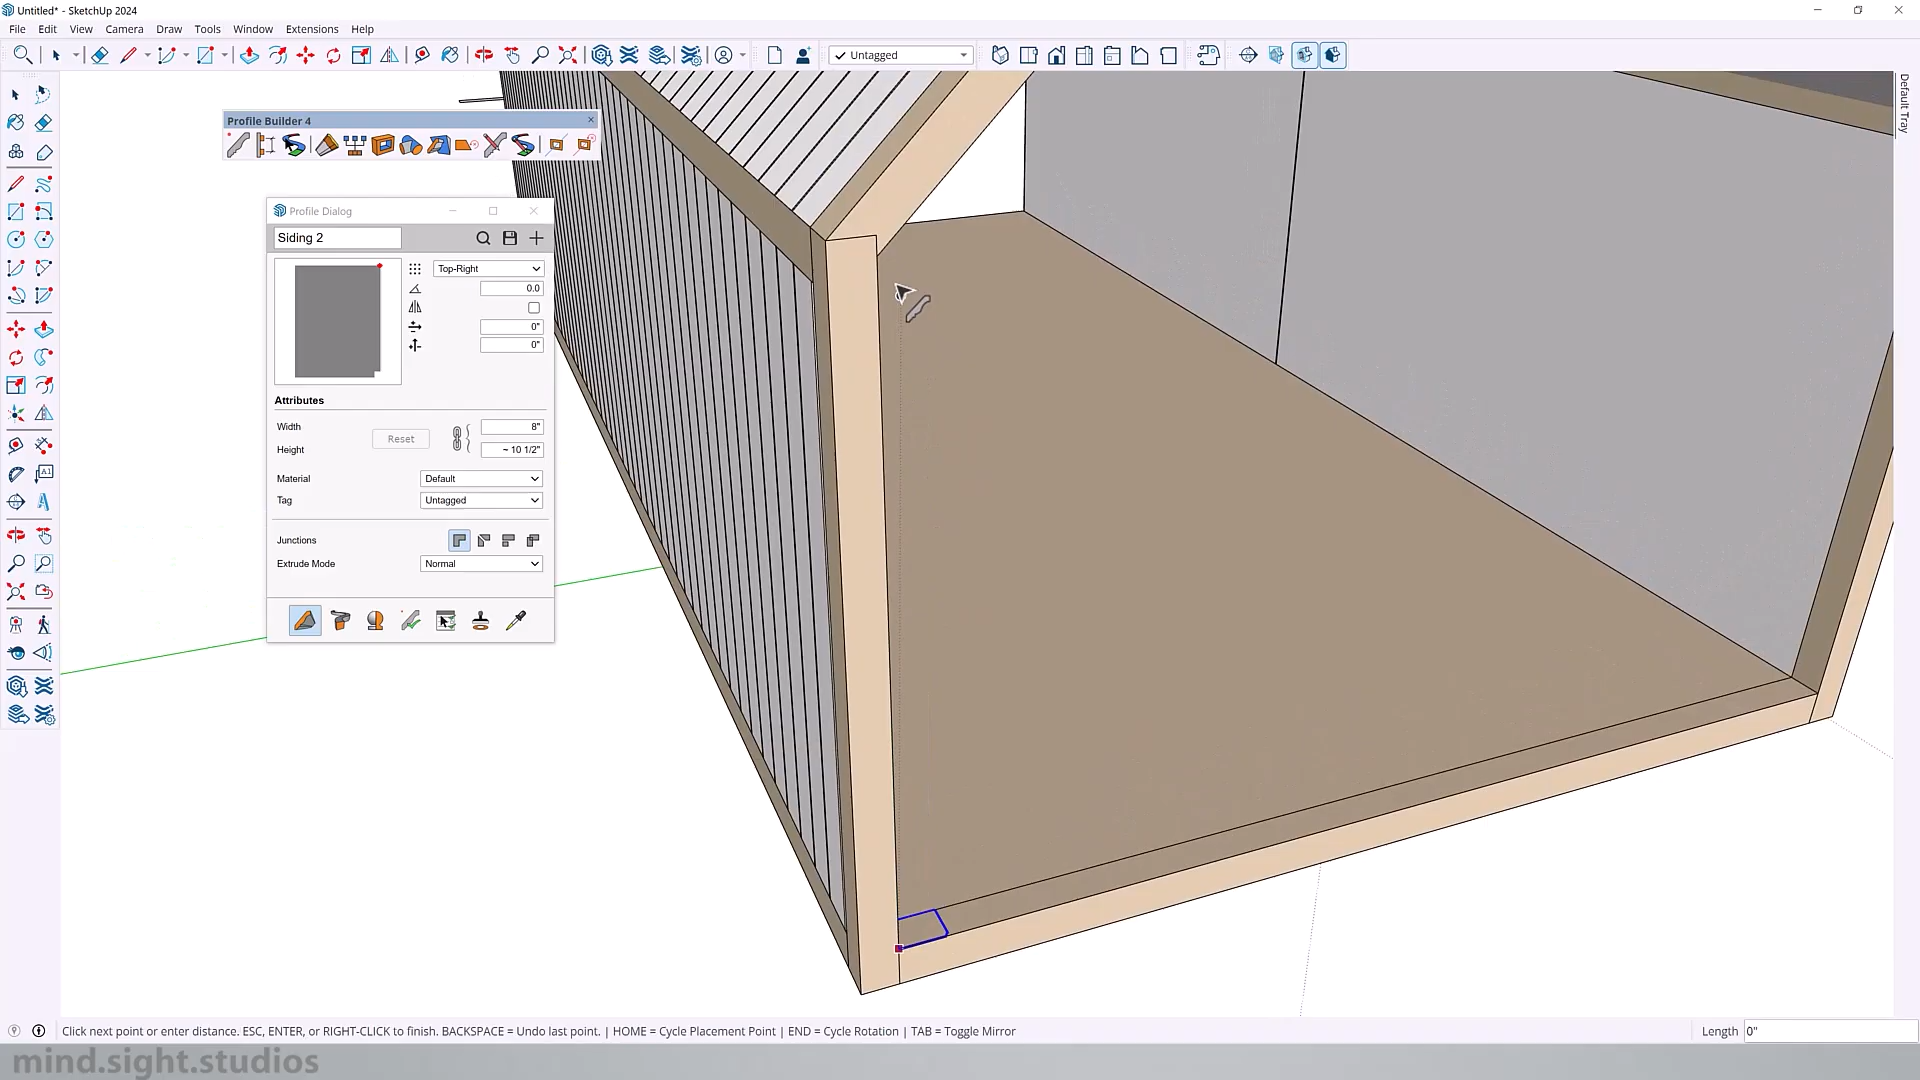 Untitled* - SketchUp 2024
File Edit View Camera Draw Tools Window Extensions Help
Untagged
Default Tray
Profile Builder 4
Profile Dialog
Siding 2
Top-Right
0.0
0"
0"
Attributes
Width 8"
Reset
Height ~ 10 1/2"
Material Default
Tag Untagged
Junctions
Extrude Mode Normal
A1
Click next point or enter distance. ESC, ENTER, or RIGHT-CLICK to finish. BACKSPACE = Undo last point. | HOME = Cycle Placement Point | END = Cycle Rotation | TAB = Toggle Mirror
Length 0"
mind.sight.studios